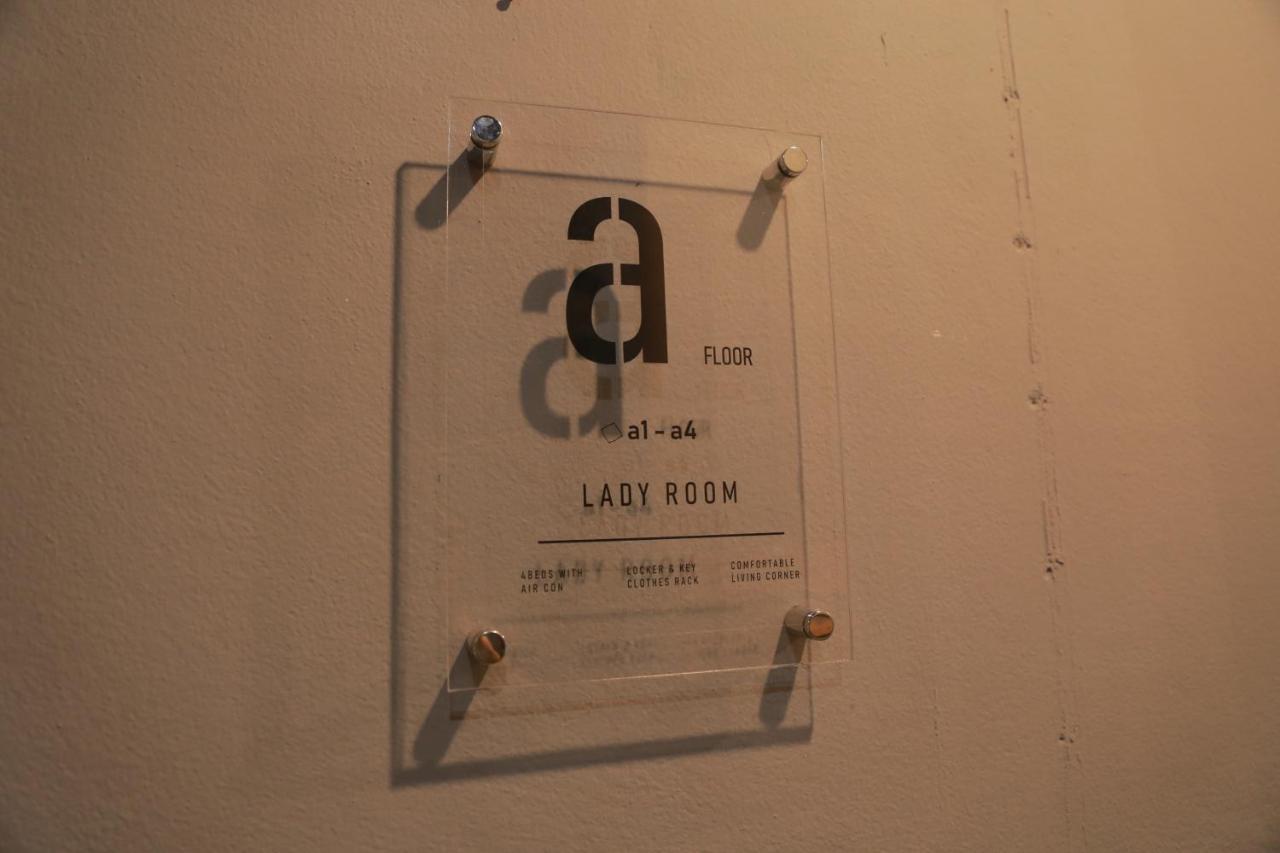 a
FLOOR
a1 - a4
LADY ROOM
4BEDS WITH
AIR CON
LOCKER & KEY
CLOTHES RACK
COMFORTABLE
LIVING CORNER